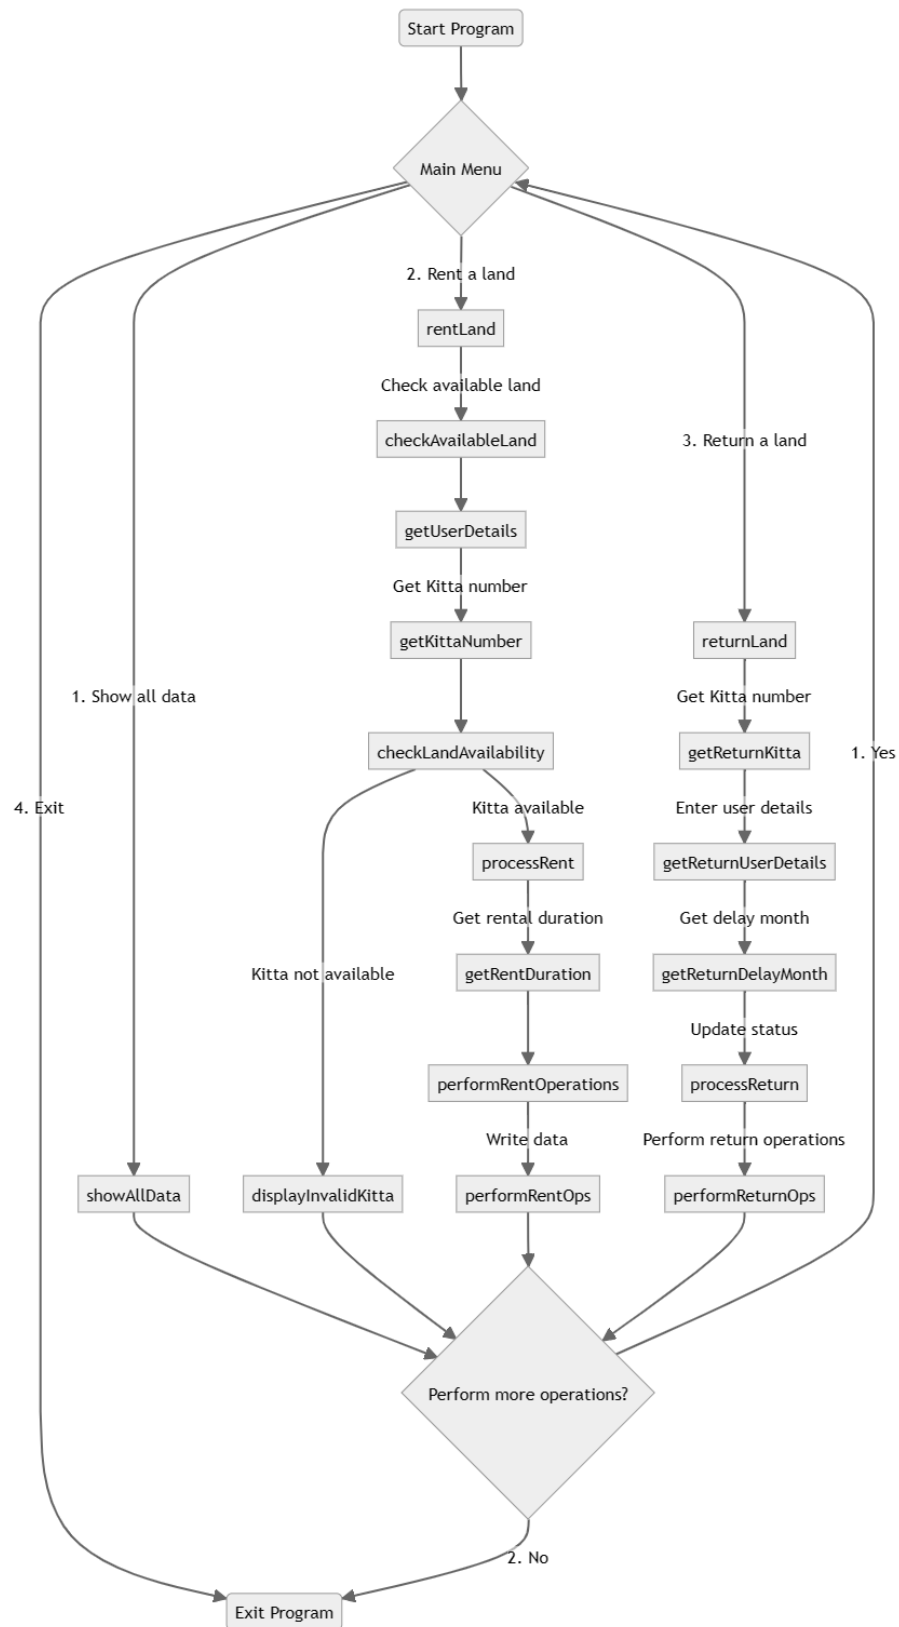 Start Program
Main Menu
2. Rent a land
rentLand
Check available land
checkAvailableLand
3. Return a land
getUserDetails
Get Kitta number
getKittaNumber
returnLand
1. Show all data
Get Kitta number
checkLandAvailability
getReturnKitta
1. Yes
4. Exit
Kitta available
Enter user details
processRent
getReturnUserDetails
Get rental duration
Get delay month
Kitta not available
getRentDuration
getReturnDelayMonth
Update status
performRentOperations
processReturn
Write data
Perform return operations
showAllData
displayInvalidKitta
performRentOps
performReturnOps
Perform more operations?
2. No
Exit Program